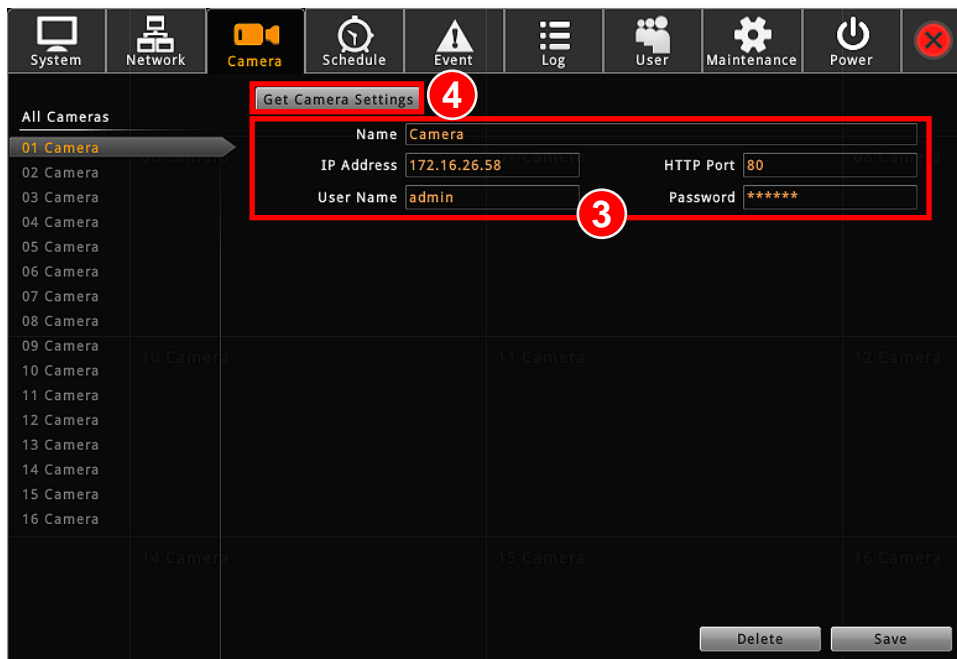 System Network Camera Schedule Event Log User Maintenance Power
Get Camera Settings 4
All Cameras
Name Camera
01 Camera
IP Address 172.16.26.58 HTTP Port 80
02 Camera
07 Camera
08 Camera
03 Camera
User Name admin Password ******
3
04 Camera
05 Camera
06 Camera
07 Camera
08 Camera
09 Camera
10 Camera 11 Camera 12 Camera
10 Camera
11 Camera
12 Camera
13 Camera
14 Camera
15 Camera
16 Camera
14 Camera 15 Camera 16 Camera
Delete Save